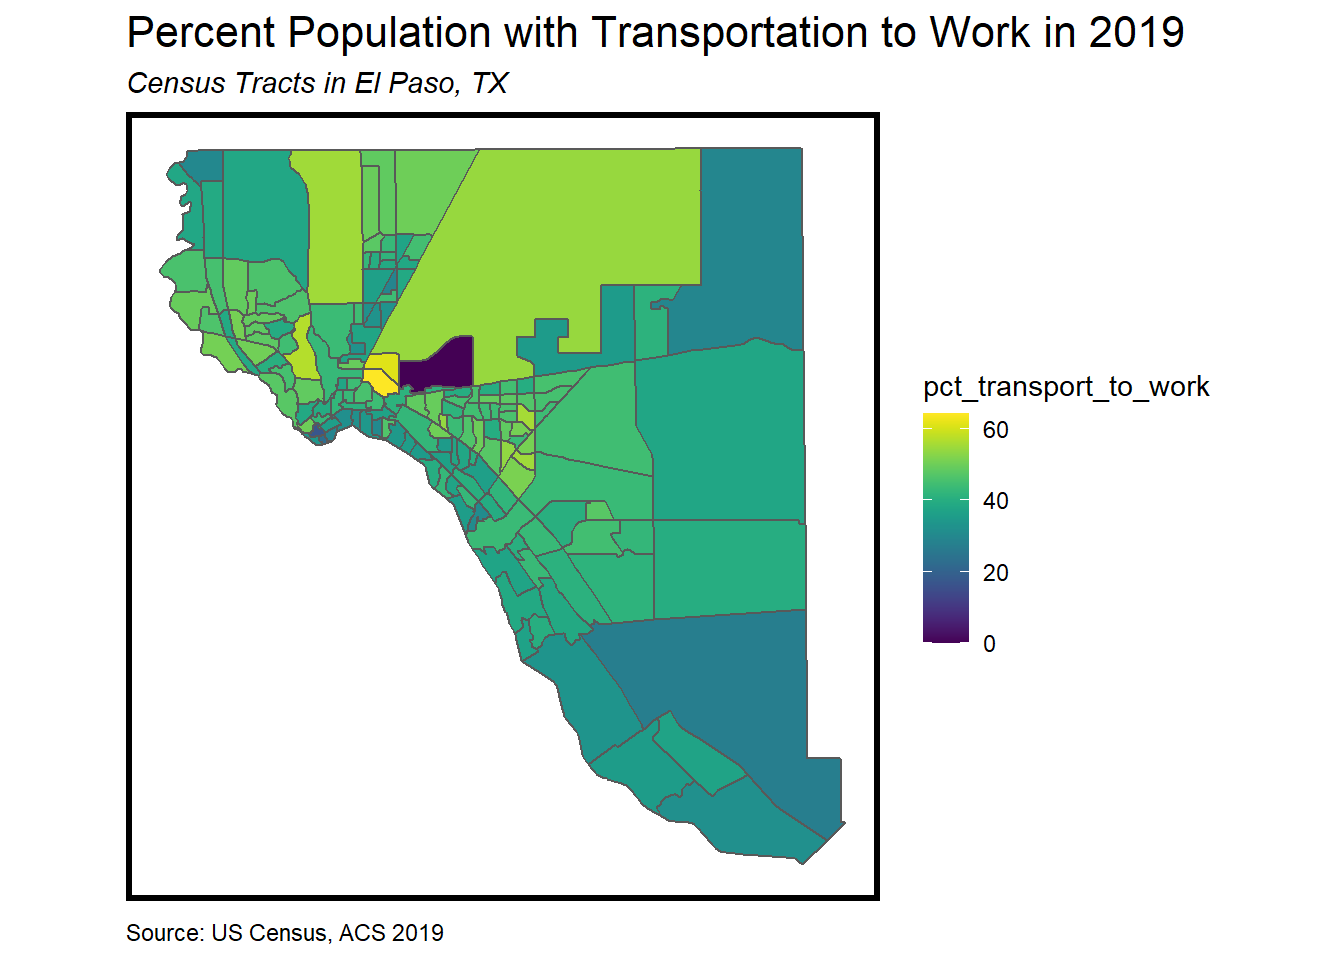 Percent Population with Transportation to Work in 2019
Census Tracts in El Paso, TX
pct_transport_to_work
60
40
20
0
Source: US Census, ACS 2019